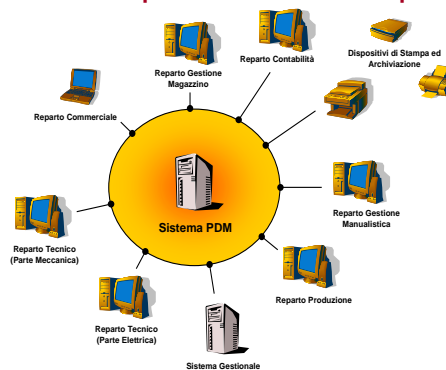 Reparto Contabilità
Dispositivi di Stampa ed
Archiviazione
Reparto Gestione
Magazzino
Reparto Commerciale
Sistema PDM
Reparto Gestione
Manualistica
Reparto Tecnico
(Parte Meccanica)
Reparto Produzione
Reparto Tecnico
(Parte Elettrica)
Sistema Gestionale